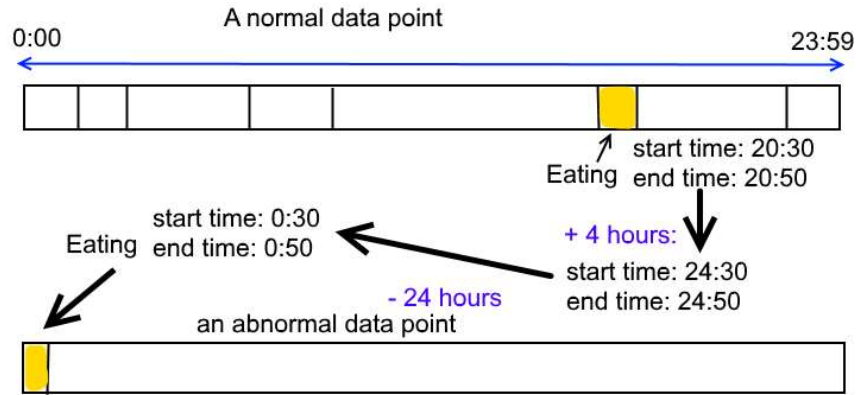 A normal data point
0:00
23:59
start time: 20:30
Eating
end time: 20:50
start time: 0:30
Eating
end time: 0:50
+ 4 hours:
start time: 24:30
end time: 24:50
- 24 hours
an abnormal data point